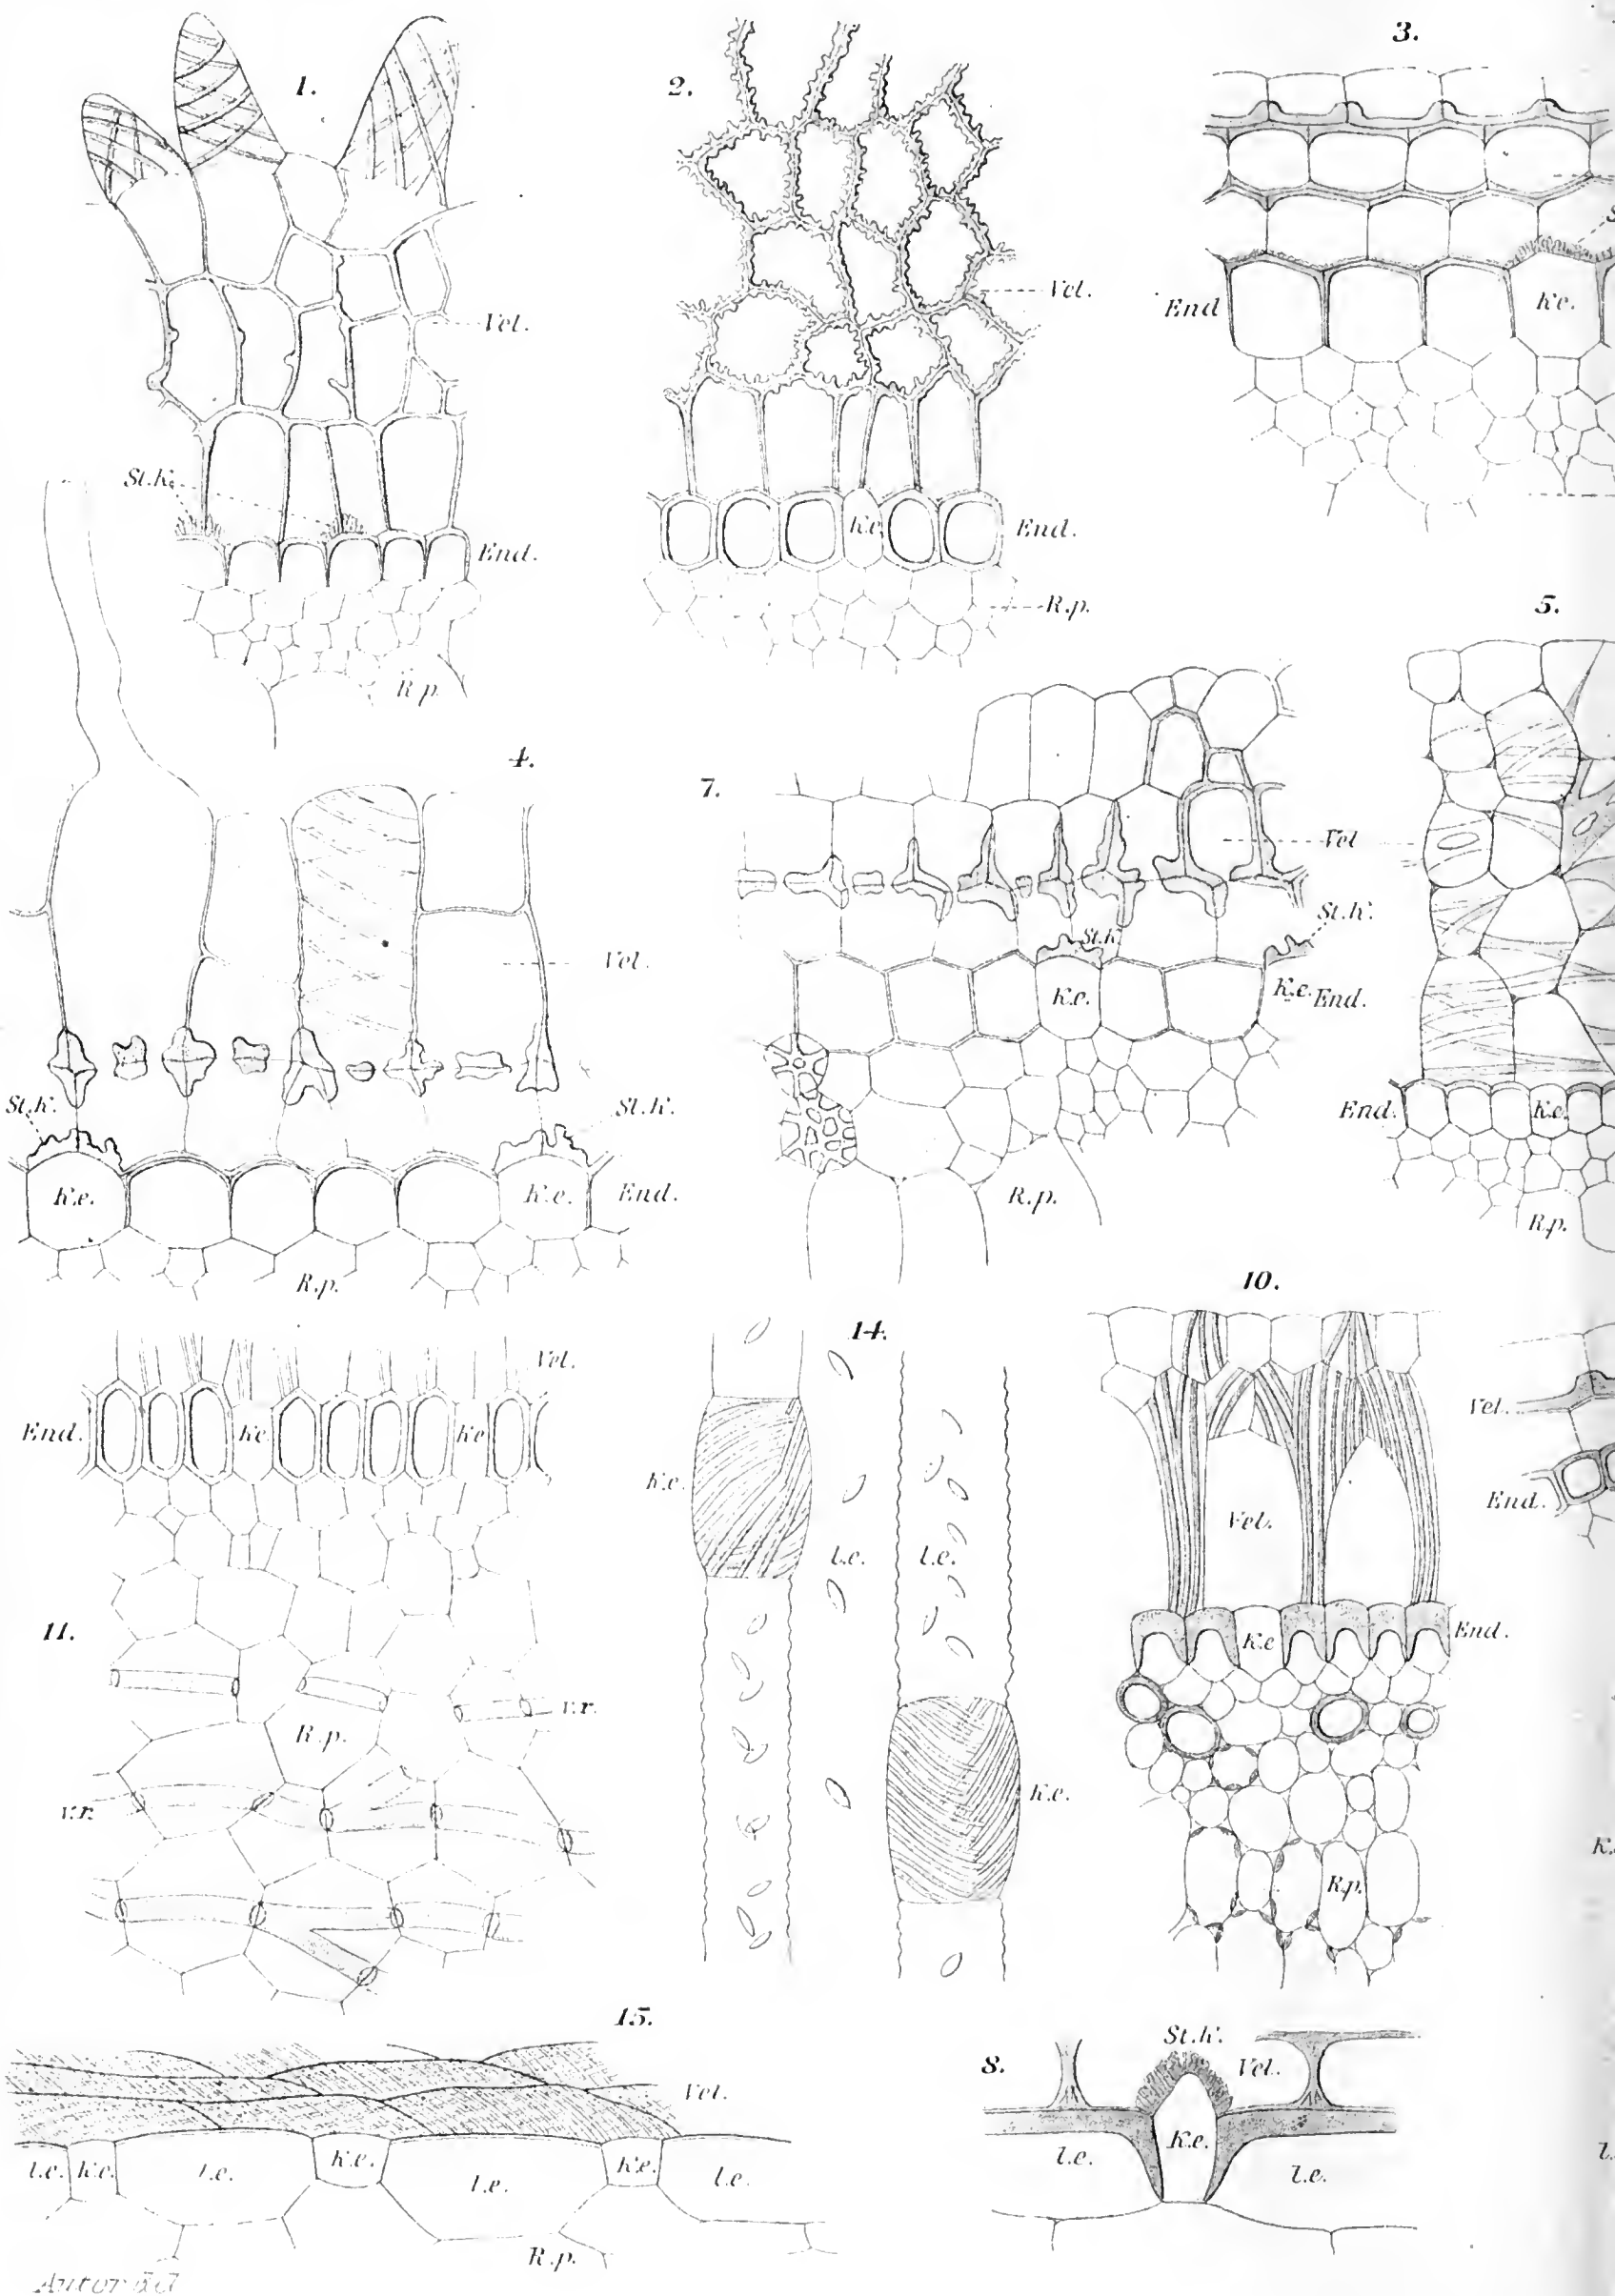 1.
2.
3.
Vel.
Vel.
End
K.e.
St.K.
End.
K.e.
End.
R.p.
R.p.
5.
4.
7.
Vel
Vel.
St.K.
St.K.
K.e.
K.e.
End.
St.K.
St.K.
K.e.
K.e.
End.
R.p.
R.p.
End.
K.e.
R.p.
10.
14.
Vel.
End.
K.e
K.e
K.e.
l.e.
l.e.
K.e.
Vel.
K.e
End.
R.p.
Vel.
End.
11.
v.r.
R.p.
v.r.
15.
Vel.
l.e.
K.e.
l.e.
K.e.
l.e.
K.e.
l.e.
R.p.
8.
St.K.
Vel.
K.e.
l.e.
l.e.
Autor